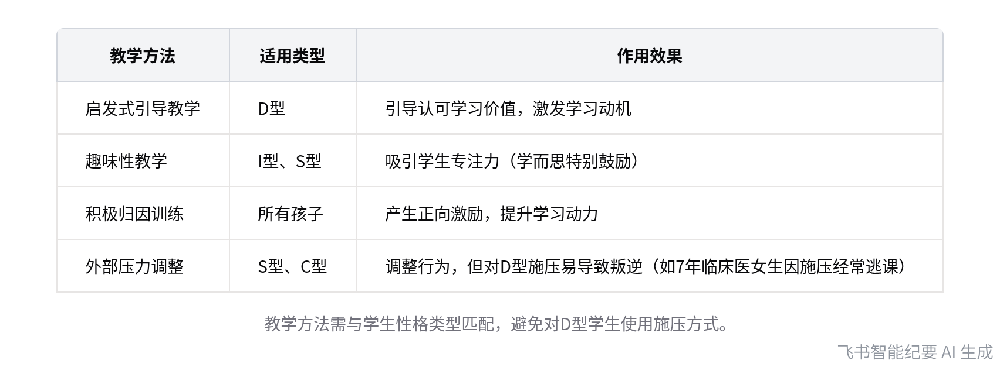 教学方法 适用类型 作用效果
启发式引导教学 D型 引导认可学习价值，激发学习动机
趣味性教学 I型、S型 吸引学生专注力（学而思特别鼓励）
积极归因训练 所有孩子 产生正向激励，提升学习动力
外部压力调整 S型、C型 调整行为，但对D型施压易导致叛逆（如7年临床医女生因施压经常逃课）
教学方法需与学生性格类型匹配，避免对D型学生使用施压方式。
飞书智能纪要 AI 生成